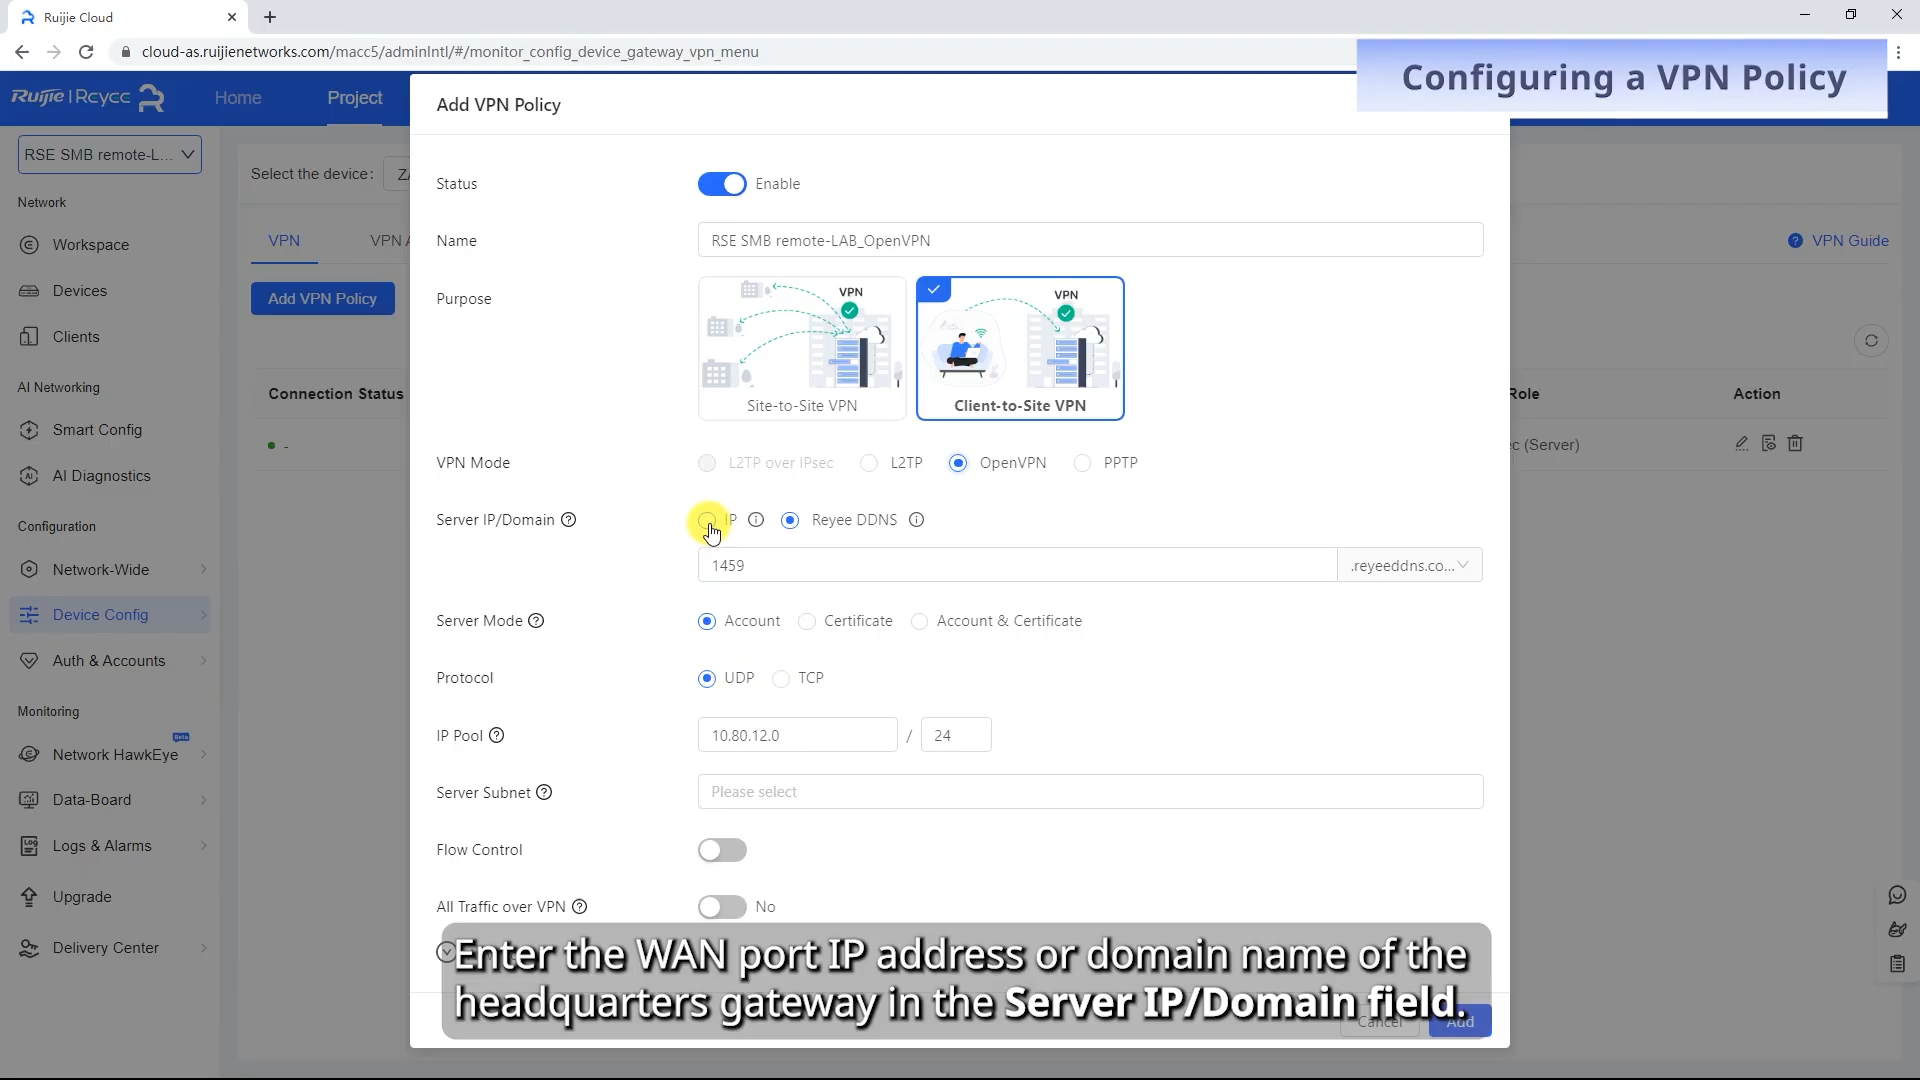 Ruijie Cloud
cloud-as.ruijienetworks.com/macc5/adminIntl/#/monitor_config_device_gateway_vpn_menu
Configuring a VPN Policy
Ruijie | Reyee
Home
Project
Add VPN Policy
RSE SMB remote-L...
Select the device:
Status
Enable
Network
Name
RSE SMB remote-LAB_OpenVPN
Workspace
VPN
VPN A
VPN Guide
Purpose
VPN
VPN
Add VPN Policy
Devices
Clients
AI Networking
Connection Status
Role
Action
Site-to-Site VPN
Client-to-Site VPN
Smart Config
-
c (Server)
VPN Mode
L2TP over IPsec
L2TP
OpenVPN
PPTP
AI Diagnostics
Configuration
Server IP/Domain
IP
Reyee DDNS
Network-Wide
1459
.reyeeddns.co...
Device Config
Server Mode
Account
Certificate
Account & Certificate
Auth & Accounts
Protocol
UDP
TCP
Monitoring
Beta
Network HawkEye
IP Pool
10.80.12.0
/
24
Data-Board
Server Subnet
Please select
Logs & Alarms
Flow Control
Upgrade
All Traffic over VPN
No
Delivery Center
Enter the WAN port IP address or domain name of the
headquarters gateway in the Server IP/Domain field.
Cancel
Add